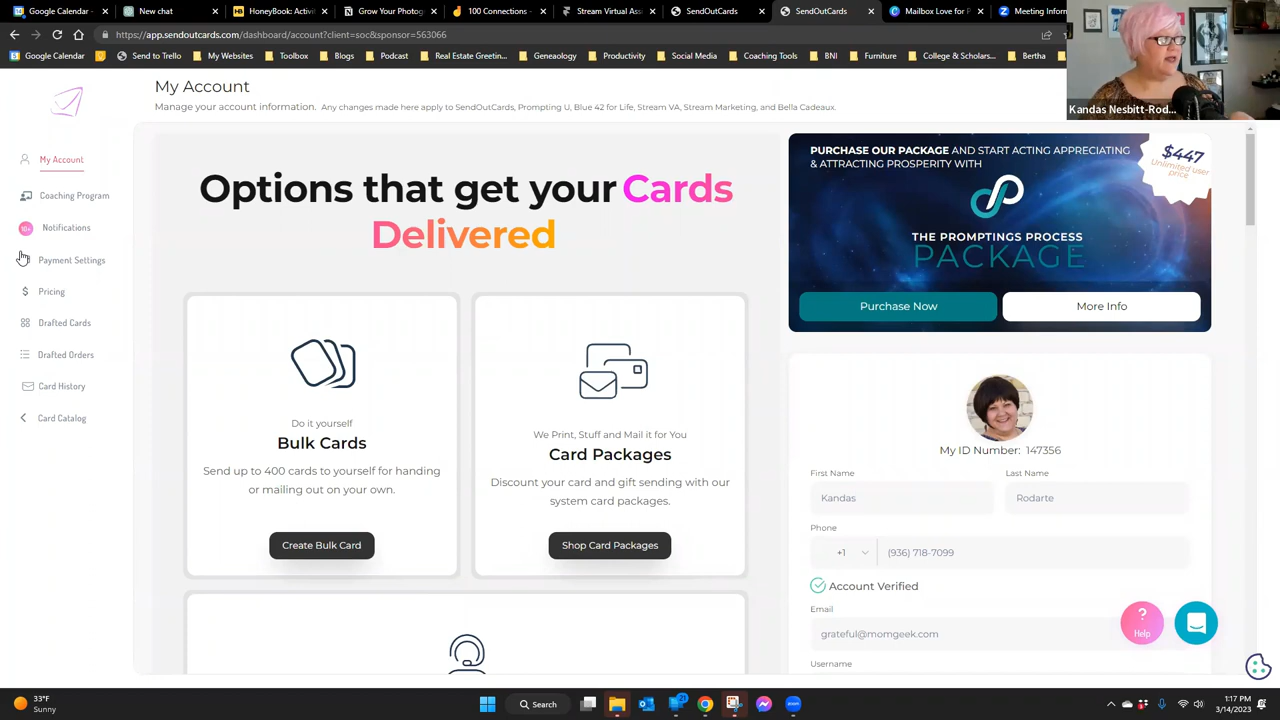 Google Calendar -
Chat
HoneyBook: Activit
Grow Your Photog
100 Connections -
Stream Virtual Assi
SendOutCards
SendOutCards
Mailbox Love for P
Meeting Inform
https://app.sendoutcards.com/dashboard/account?client=soc&sponsor=563066
Google Calendar
Send to Trello
My Websites
Toolbox
Blogs
Podcast
Real Estate Greetin...
Geneaology
Productivity
Social Media
Coaching Tools
BNI
Furniture
College & Scholars...
Bertha
Kandas Nesbitt-Rod...
My Account
Manage your account information. Any changes made here apply to SendOutCards, Prompting U, Blue 42 for Life, Stream VA, Stream Marketing, and Bella Cadeaux.
My Account
Coaching Program
10+
Notifications
Payment Settings
$
Pricing
Drafted Cards
Drafted Orders
Card History
Card Catalog
Options that get your Cards
Delivered
Do it yourself
Bulk Cards
Send up to 400 cards to yourself for handing
or mailing out on your own.
Create Bulk Card
We Print, Stuff and Mail it for You
Card Packages
Discount your card and gift sending with our
system card packages.
Shop Card Packages
PURCHASE OUR PACKAGE AND START ACTING APPRECIATING
& ATTRACTING PROSPERITY WITH
$447
Unlimited user
price
THE PROMPTINGS PROCESS
PACKAGE
Purchase Now
More Info
My ID Number: 147356
First Name
Last Name
Kandas
Rodarte
Phone
+1
(936) 718-7099
Account Verified
Email
grateful@momgeek.com
Username
?
Help
33°F
Sunny
Search
21
zoom
1:17 PM
3/14/2023